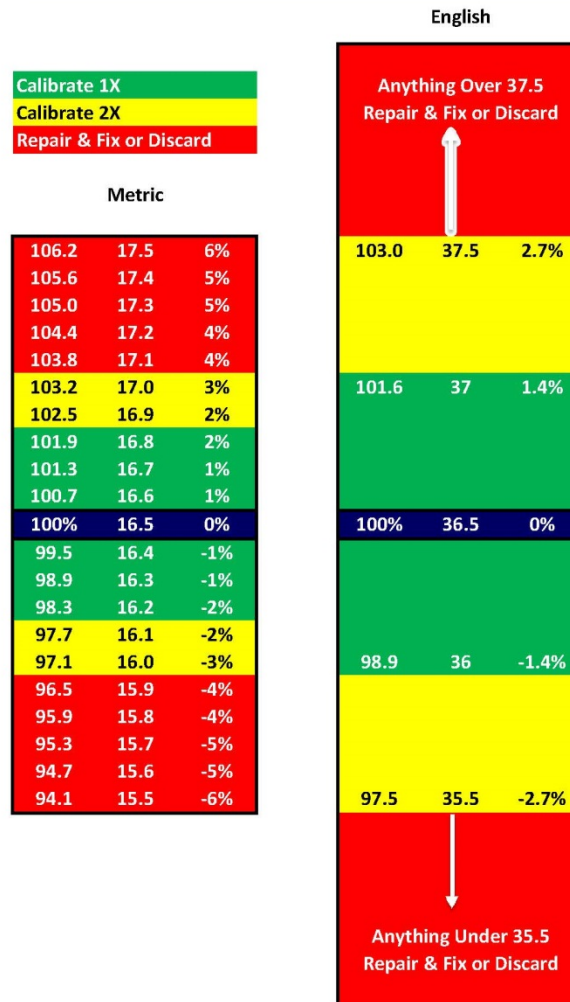 English
Calibrate 1X
Calibrate 2X
Repair & Fix or Discard
Metric
106.2 17.5 6%
105.6 17.4 5%
105.0 17.3 5%
104.4 17.2 4%
103.8 17.1 4%
103.2 17.0 3%
102.5 16.9 2%
101.9 16.8 2%
101.3 16.7 1%
100.7 16.6 1%
100% 16.5 0%
99.5 16.4 -1%
98.9 16.3 -1%
98.3 16.2 -2%
97.7 16.1 -2%
97.1 16.0 -3%
96.5 15.9 -4%
95.9 15.8 -4%
95.3 15.7 -5%
94.7 15.6 -5%
94.1 15.5 -6%
Anything Over 37.5
Repair & Fix or Discard
103.0 37.5 2.7%
101.6 37 1.4%
100% 36.5 0%
98.9 36 -1.4%
97.5 35.5 -2.7%
Anything Under 35.5
Repair & Fix or Discard